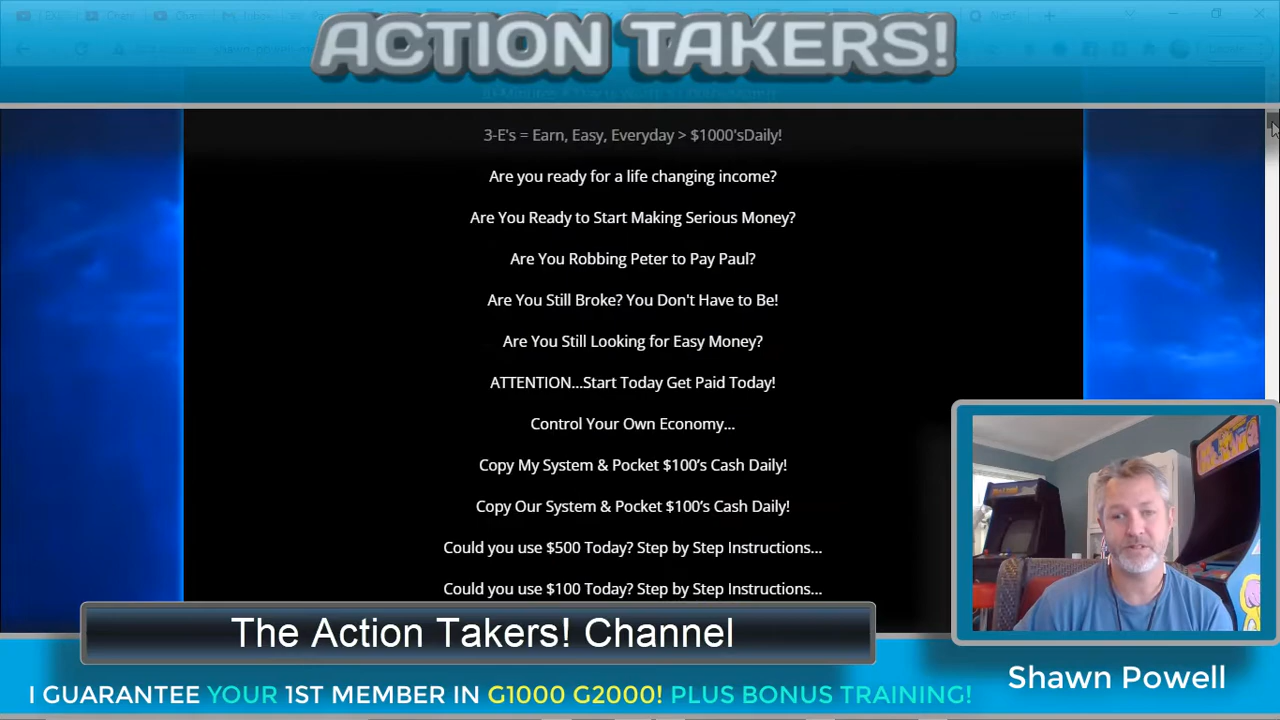 ACTION TAKERS!
3-E's = Earn, Easy, Everyday > $1000'sDaily!
Are you ready for a life changing income?
Are You Ready to Start Making Serious Money?
Are You Robbing Peter to Pay Paul?
Are You Still Broke? You Don't Have to Be!
Are You Still Looking for Easy Money?
ATTENTION...Start Today Get Paid Today!
Control Your Own Economy...
Copy My System & Pocket $100’s Cash Daily!
Copy Our System & Pocket $100’s Cash Daily!
Could you use $500 Today? Step by Step Instructions...
Could you use $100 Today? Step by Step Instructions...
The Action Takers! Channel
Shawn Powell
I GUARANTEE YOUR 1ST MEMBER IN G1000 G2000! PLUS BONUS TRAINING!